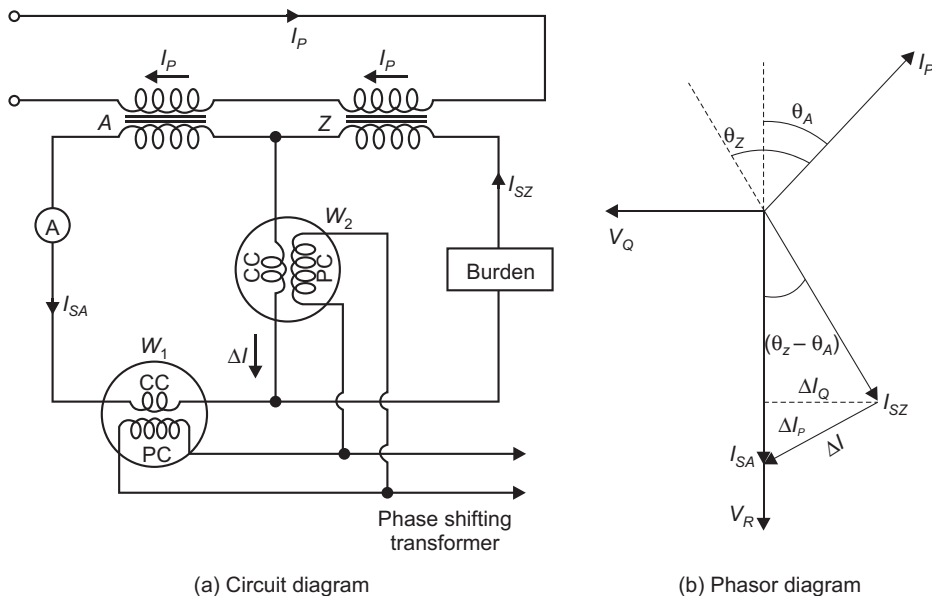 I_P
I_P
I_P
A
Z
A
I_SA
W_2
CC
PC
I_SZ
Burden
ΔI
W_1
CC
PC
Phase shifting
transformer
(a) Circuit diagram
I_P
θ_A
θ_Z
V_Q
(θ_z – θ_A)
ΔI_Q
I_SZ
ΔI_P
ΔI
I_SA
V_R
(b) Phasor diagram